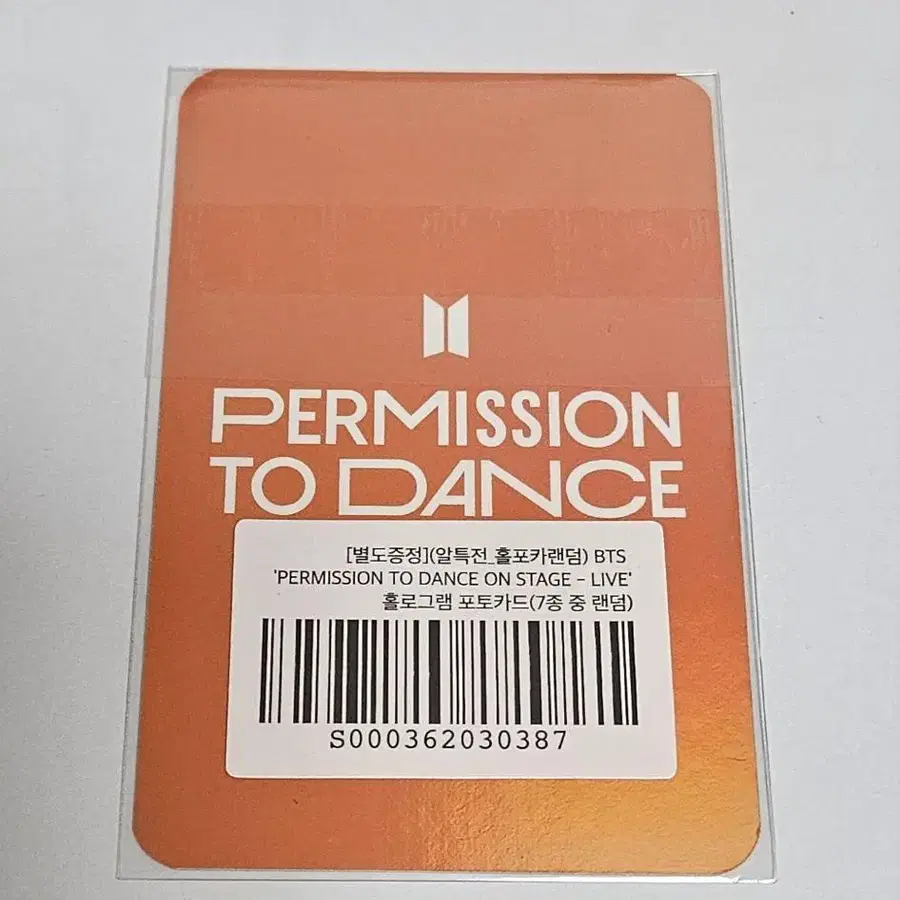 PERMISSION
TO DANCE
[별도증정](알특전_홀포카랜덤) BTS
'PERMISSION TO DANCE ON STAGE - LIVE'
홀로그램 포토카드(7종 중 랜덤)
S000362030387